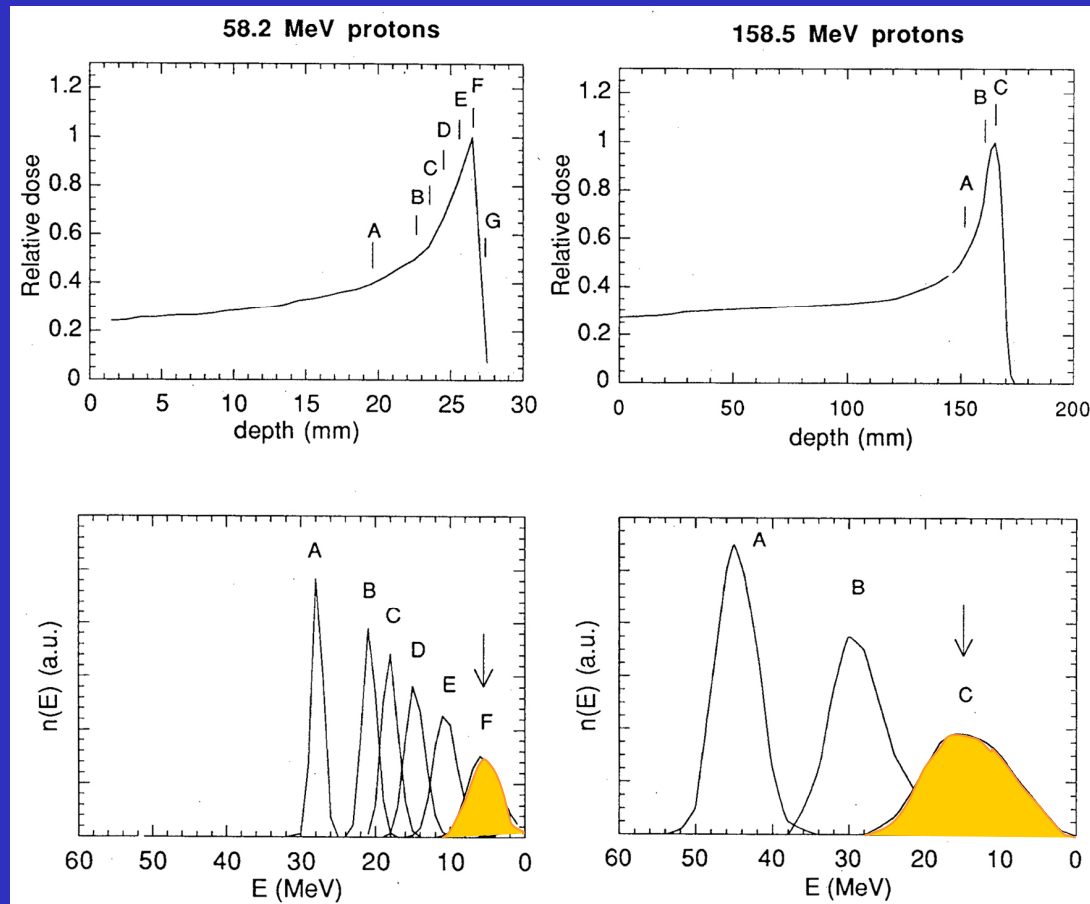 58.2 MeV protons
1.2
1
0.8
0.6
0.4
0.2
0
Relative dose
A
B
C
D
E
F
G
0 5 10 15 20 25 30
depth (mm)
158.5 MeV protons
1.2
1
0.8
0.6
0.4
0.2
0
Relative dose
A
B
C
0 50 100 150 200
depth (mm)
n(E) (a.u.)
A
B
C
D
E
F
60 50 40 30 20 10 0
E (MeV)
n(E) (a.u.)
A
B
C
60 50 40 30 20 10 0
E (MeV)